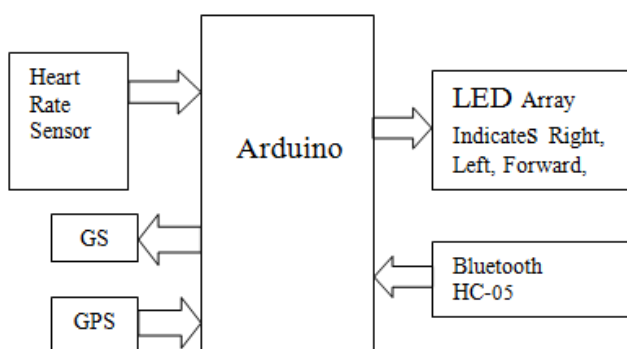 Heart
Rate
Sensor
Arduino
LED Array
IndicateS Right,
Left, Forward,
GS
Bluetooth
HC-05
GPS